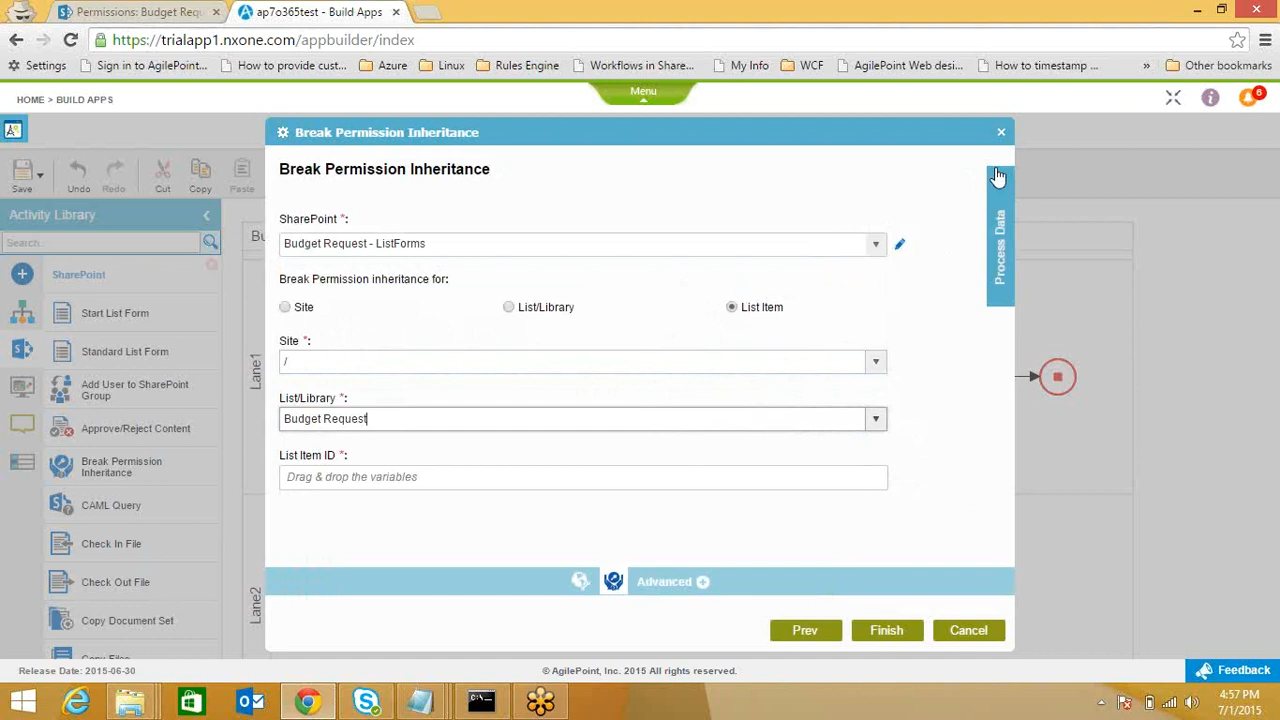 Permissions: Budget Requ
ap7o365test - Build Apps
https://trialapp1.nxone.com/appbuilder/index
Settings
Sign in to AgilePoint...
How to provide cust...
Azure
Linux
Rules Engine
Workflows in Share...
My Info
WCF
AgilePoint Web desi...
How to timestamp ...
»
Other bookmarks
Menu
HOME > BUILD APPS
6
Break Permission Inheritance
Break Permission Inheritance
Save
Undo
Redo
Cut
Copy
Paste
Activity Library
Search...
SharePoint
Start List Form
Standard List Form
Add User to SharePoint
Group
Approve/Reject Content
Break Permission
Inheritance
CAML Query
Check In File
Check Out File
Copy Document Set
Bu
Lane1
Lane2
SharePoint *:
Budget Request - ListForms
Break Permission inheritance for:
Site
List/Library
List Item
Site *:
/
List/Library *:
Budget Request
List Item ID *:
Drag & drop the variables
Process Data
Advanced
Prev
Finish
Cancel
Release Date: 2015-06-30
© AgilePoint, Inc. 2015 All rights reserved.
Feedback
4:57 PM
7/1/2015